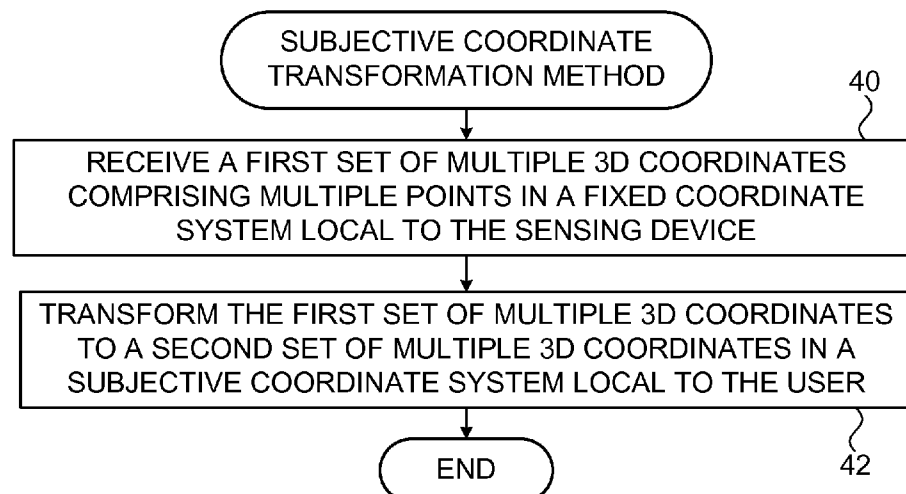 SUBJECTIVE COORDINATE
TRANSFORMATION METHOD
40
RECEIVE A FIRST SET OF MULTIPLE 3D COORDINATES
COMPRISING MULTIPLE POINTS IN A FIXED COORDINATE
SYSTEM LOCAL TO THE SENSING DEVICE
TRANSFORM THE FIRST SET OF MULTIPLE 3D COORDINATES
TO A SECOND SET OF MULTIPLE 3D COORDINATES IN A
SUBJECTIVE COORDINATE SYSTEM LOCAL TO THE USER
42
END